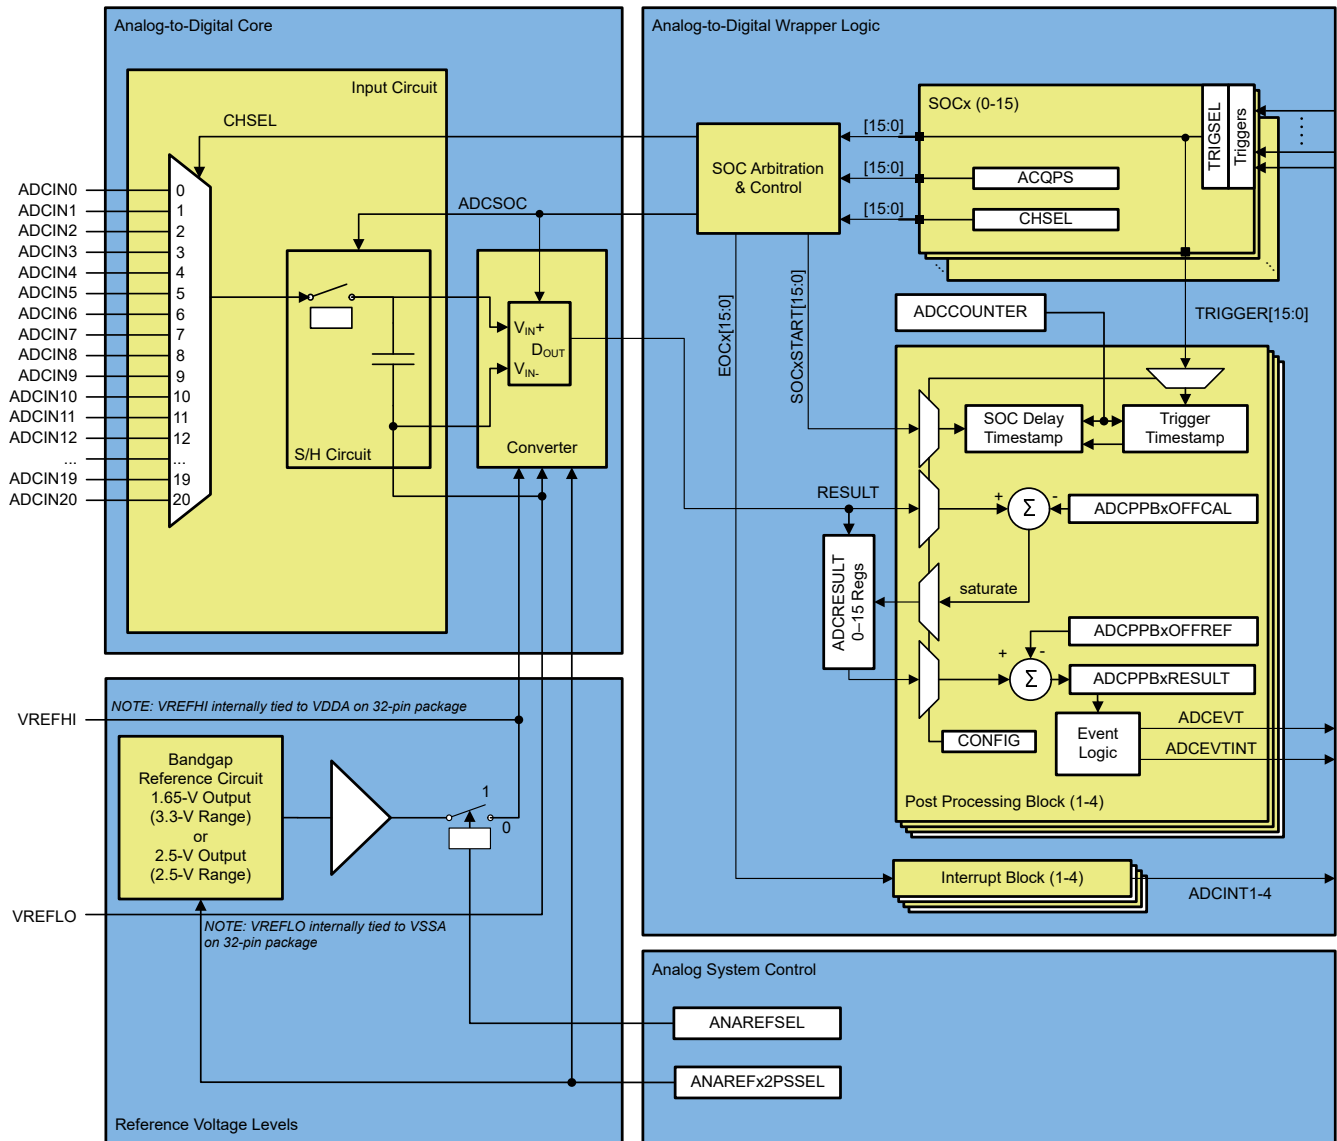 Analog-to-Digital Core
Input Circuit
CHSEL
ADCIN0
ADCIN1
ADCIN2
ADCIN3
ADCIN4
ADCIN5
ADCIN6
ADCIN7
ADCIN8
ADCIN9
ADCIN10
ADCIN11
ADCIN12
...
ADCIN19
ADCIN20
0
1
2
3
4
5
6
7
8
9
10
11
12
...
19
20
ADCSOC
S/H Circuit
VIN+
DOUT
VIN-
Converter
Analog-to-Digital Wrapper Logic
SOC Arbitration
& Control
[15:0]
[15:0]
[15:0]
SOCx (0-15)
ACQPS
CHSEL
TRIGSEL
Triggers
EOCx[15:0]
SOCxSTART[15:0]
ADCCOUNTER
TRIGGER[15:0]
SOC Delay
Timestamp
Trigger
Timestamp
RESULT
+
Σ
-
ADCPPBxOFFCAL
saturate
ADCRESULT
0–15 Regs
ADCPPBxOFFREF
+
-
Σ
ADCPPBxRESULT
CONFIG
Event
Logic
ADCEVT
ADCEVTINT
Post Processing Block (1-4)
Interrupt Block (1-4)
ADCINT1-4
VREFHI
NOTE: VREFHI internally tied to VDDA on 32-pin package
Bandgap
Reference Circuit
1.65-V Output
(3.3-V Range)
or
2.5-V Output
(2.5-V Range)
1
0
VREFLO
NOTE: VREFLO internally tied to VSSA
on 32-pin package
Reference Voltage Levels
Analog System Control
ANAREFSEL
ANAREFx2PSSEL